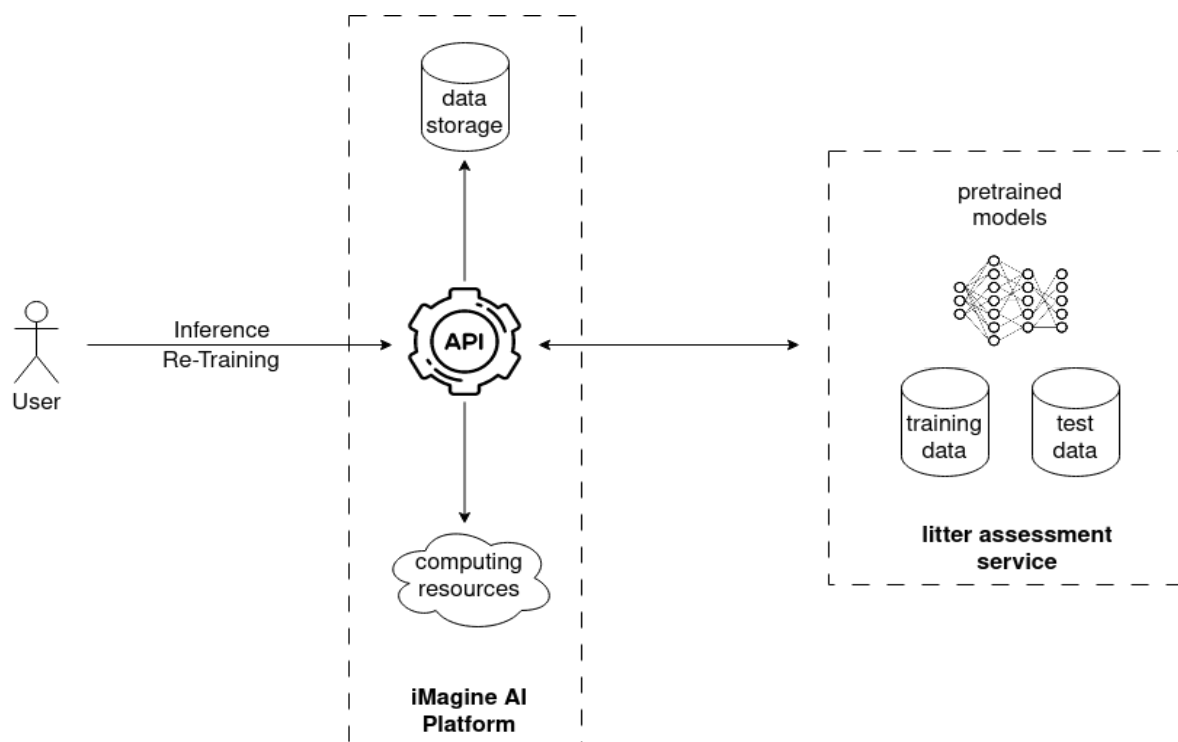 data
storage
pretrained
models
Inference
Re-Training
API
User
training
data
test
data
litter assessment
service
computing
resources
iMagine AI
Platform